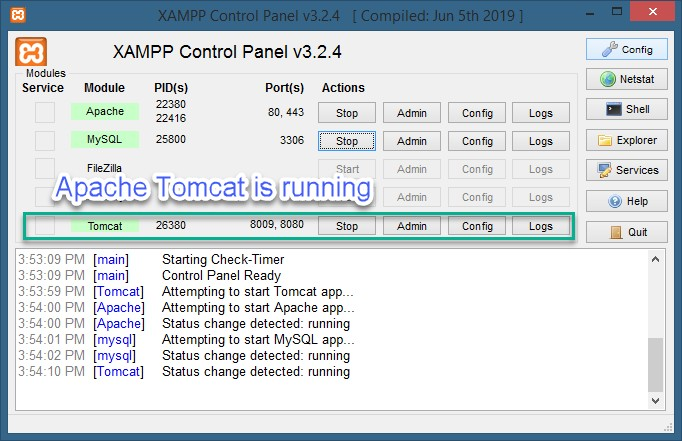 XAMPP Control Panel v3.2.4 [ Compiled: Jun 5th 2019 ]
XAMPP Control Panel v3.2.4
Config
Modules
Service Module PID(s) Port(s) Actions
Netstat
Apache 22380 22416 80, 443 Stop Admin Config Logs
Shell
MySQL 25800 3306 Stop Admin Config Logs
Explorer
FileZilla Start Admin Config Logs
Services
Apache Tomcat is running
Help
Tomcat 26380 8009, 8080 Stop Admin Config Logs
Quit
3:53:09 PM [main] Starting Check-Timer
3:53:09 PM [main] Control Panel Ready
3:53:59 PM [Tomcat] Attempting to start Tomcat app...
3:54:00 PM [Apache] Attempting to start Apache app...
3:54:00 PM [Apache] Status change detected: running
3:54:01 PM [mysql] Attempting to start MySQL app...
3:54:02 PM [mysql] Status change detected: running
3:54:10 PM [Tomcat] Status change detected: running